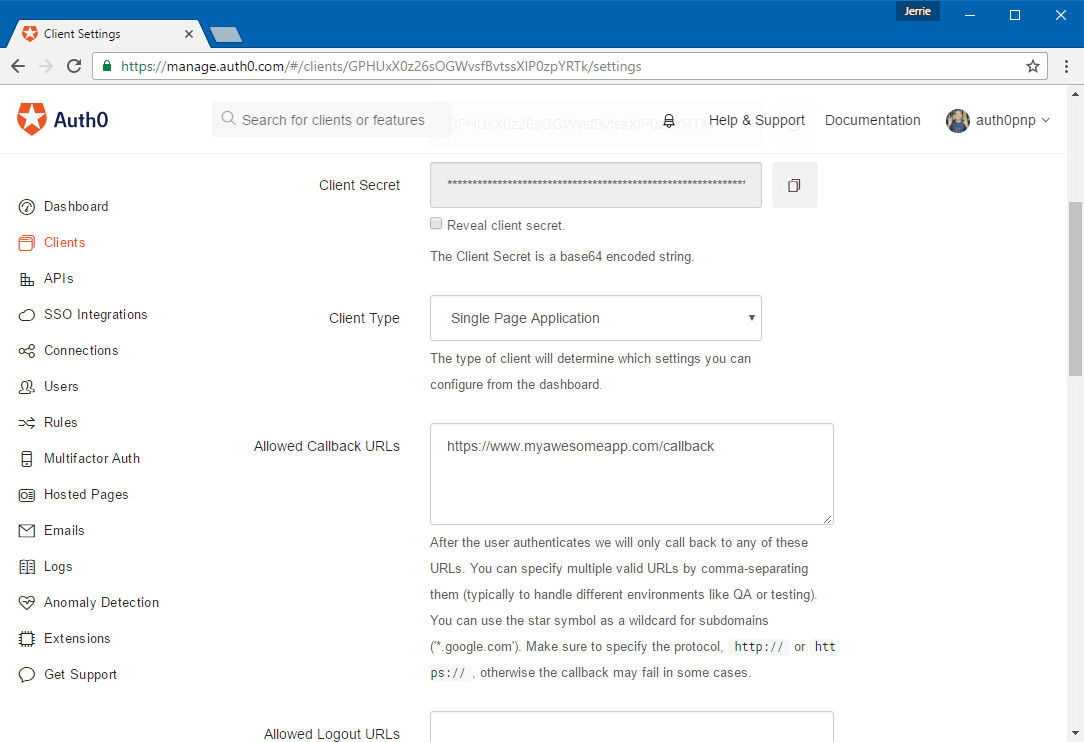 Jerrie
Client Settings
https://manage.auth0.com/#/clients/GPHUxX0z26sOGWvsfBvtssXIP0zpYRTk/settings
Auth0
Search for clients or features
Help & Support
Documentation
auth0pnp
Dashboard
Clients
APIs
SSO Integrations
Connections
Users
Rules
Multifactor Auth
Hosted Pages
Emails
Logs
Anomaly Detection
Extensions
Get Support
Client Secret
Reveal client secret.
The Client Secret is a base64 encoded string.
Client Type
Single Page Application
The type of client will determine which settings you can
configure from the dashboard.
Allowed Callback URLs
https://www.myawesomeapp.com/callback
After the user authenticates we will only call back to any of these
URLs. You can specify multiple valid URLs by comma-separating
them (typically to handle different environments like QA or testing).
You can use the star symbol as a wildcard for subdomains
('*.google.com'). Make sure to specify the protocol, http:// or htt
ps:// , otherwise the callback may fail in some cases.
Allowed Logout URLs